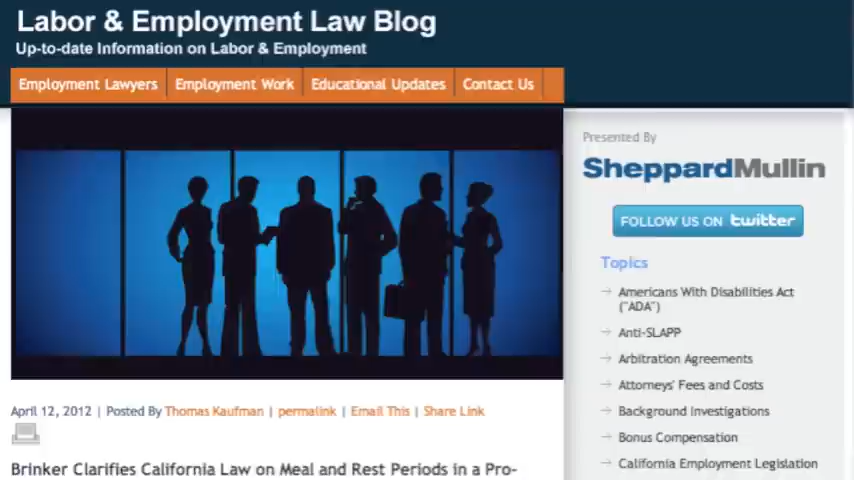 Labor & Employment Law Blog
Up-to-date Information on Labor & Employment
Employment Lawyers
Employment Work
Educational Updates
Contact Us
April 12, 2012 | Posted By Thomas Kaufman | permalink | Email This | Share Link
Brinker Clarifies California Law on Meal and Rest Periods in a Pro-
Presented By
SheppardMullin
FOLLOW US ON twitter
Topics
Americans With Disabilities Act
("ADA")
Anti-SLAPP
Arbitration Agreements
Attorneys' Fees and Costs
Background Investigations
Bonus Compensation
California Employment Legislation